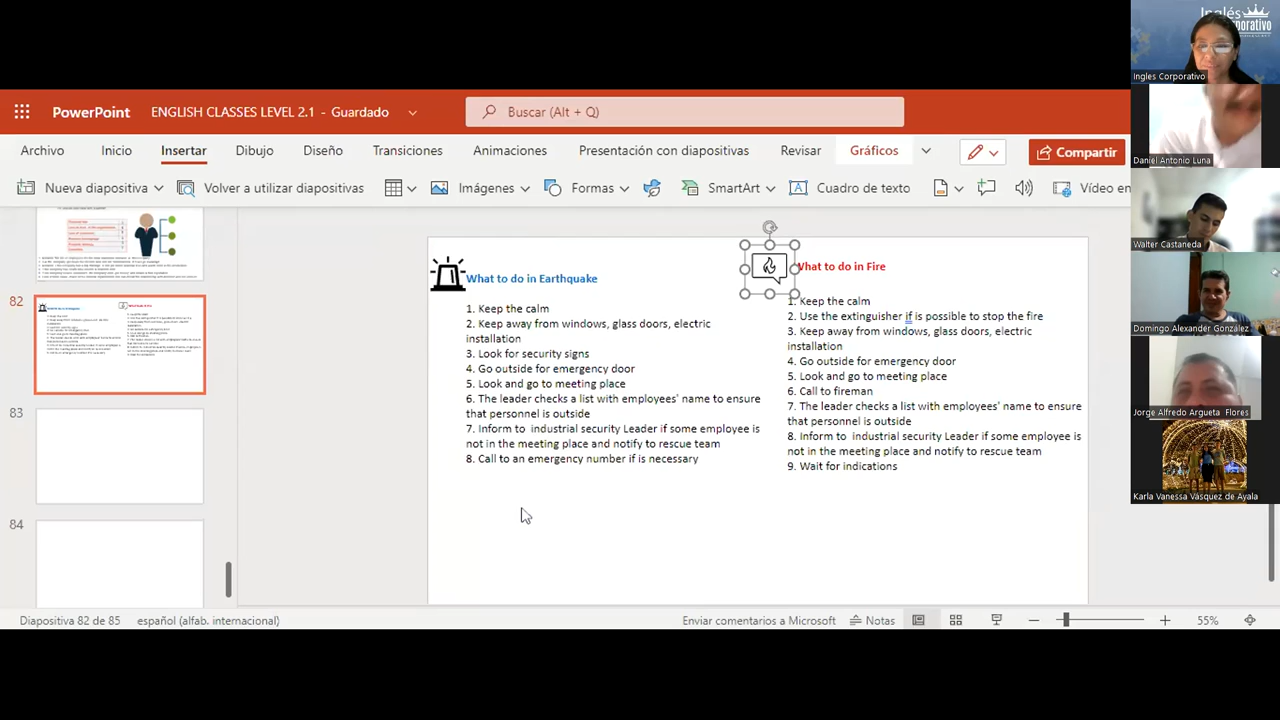 PowerPoint
ENGLISH CLASSES LEVEL 2.1 - Guardado
Buscar (Alt + Q)
Archivo
Inicio
Insertar
Dibujo
Diseño
Transiciones
Animaciones
Presentación con diapositivas
Revisar
Gráficos
Compartir
Nueva diapositiva
Volver a utilizar diapositivas
Imágenes
Formas
SmartArt
Cuadro de texto
Vídeo en
82
83
84
What to do in Earthquake
1. Keep the calm
2. Keep away from windows, glass doors, electric
installation
3. Look for security signs
4. Go outside for emergency door
5. Look and go to meeting place
6. The leader checks a list with employees' name to ensure
that personnel is outside
7. Inform to industrial security Leader if some employee is
not in the meeting place and notify to rescue team
8. Call to an emergency number if is necessary
What to do in Fire
1. Keep the calm
2. Use the extinguisher if is possible to stop the fire
3. Keep away from windows, glass doors, electric
installation
4. Go outside for emergency door
5. Look and go to meeting place
6. Call to fireman
7. The leader checks a list with employees' name to ensure
that personnel is outside
8. Inform to industrial security Leader if some employee is
not in the meeting place and notify to rescue team
9. Wait for indications
Diapositiva 82 de 85
español (alfab. internacional)
Enviar comentarios a Microsoft
Notas
55%
Inglés
Ingles Corporativo
Daniel Antonio Luna
Walter Castaneda
Domingo Alexander González
Jorge Alfredo Argueta Flores
Karla Vanessa Vásquez de Ayala